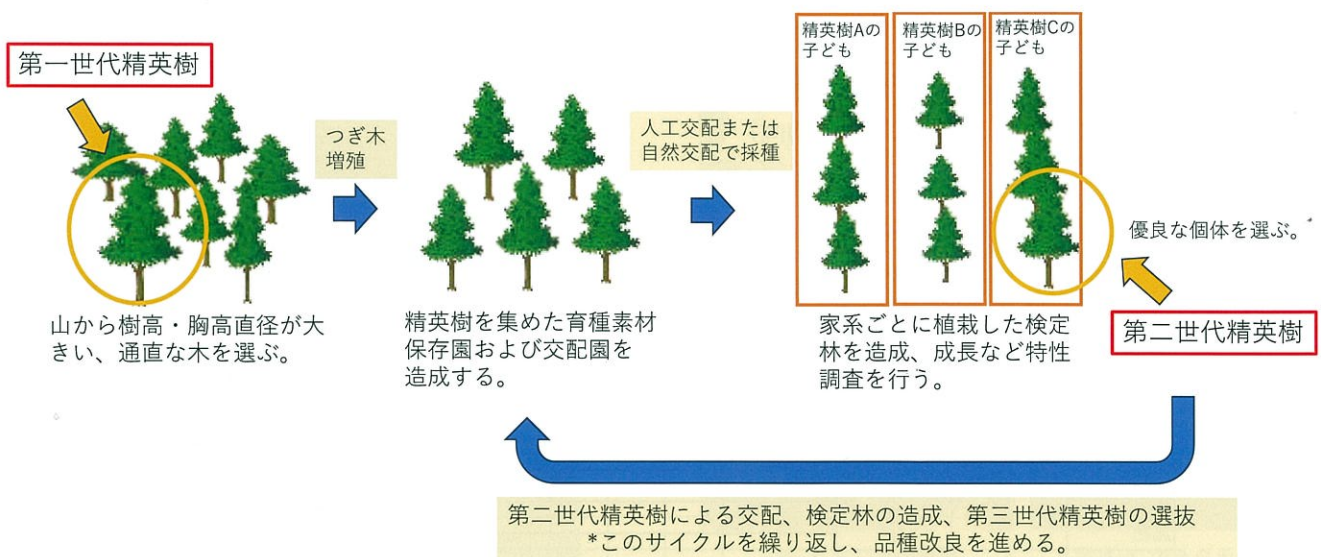 第一世代精英樹
山から樹高・胸高直径が大
きい、通直な木を選ぶ。
つぎ木
増殖
精英樹を集めた育種素材
保存園および交配園を
造成する。
人工交配または
自然交配で採種
精英樹Aの
子ども
精英樹Bの
子ども
精英樹Cの
子ども
家系ごとに植栽した検定
林を造成、成長など特性
調査を行う。
優良な個体を選ぶ。
第二世代精英樹
第二世代精英樹による交配、検定林の造成、第三世代精英樹の選抜
*このサイクルを繰り返し、品種改良を進める。